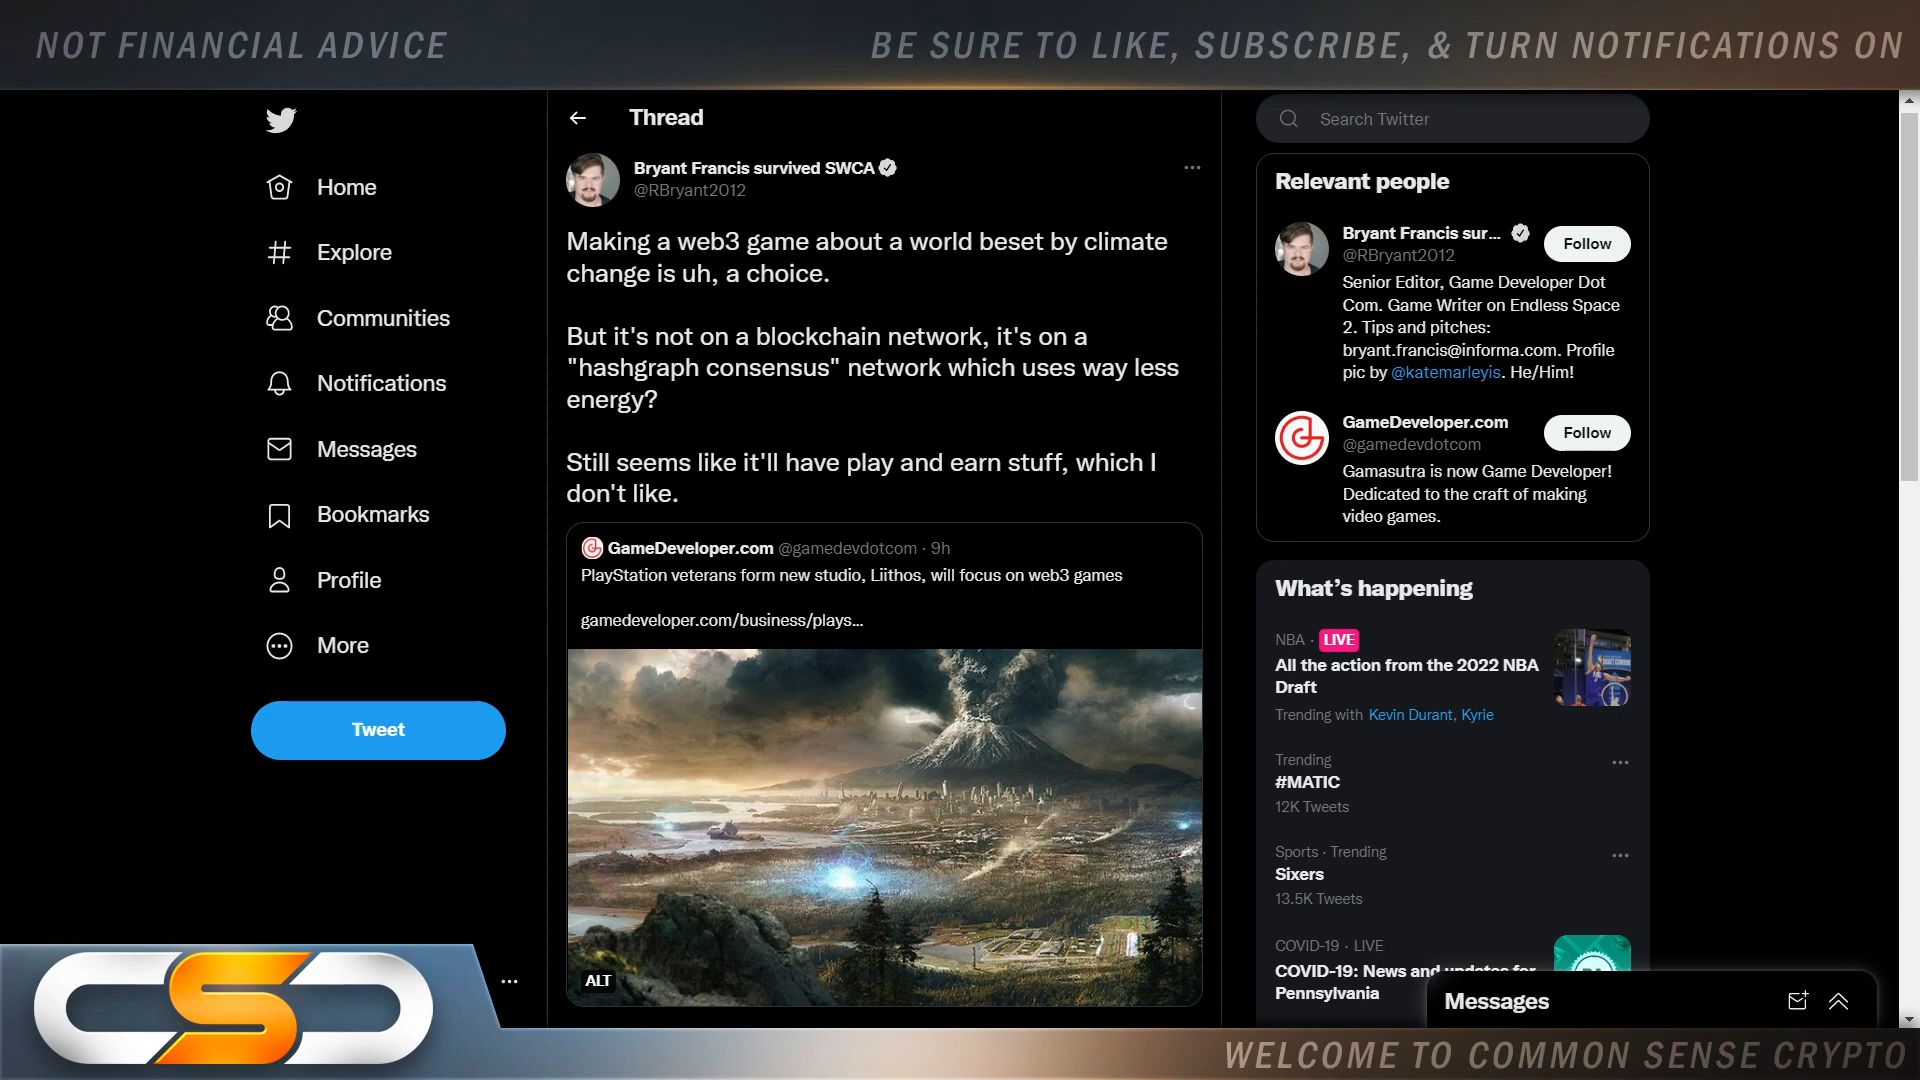 NOT FINANCIAL ADVICE
BE SURE TO LIKE, SUBSCRIBE, & TURN NOTIFICATIONS ON
Home
Explore
Communities
Notifications
Messages
Bookmarks
Profile
More
Tweet
Thread
Bryant Francis survived SWCA
@RBryant2012
Making a web3 game about a world beset by climate
change is uh, a choice.
But it's not on a blockchain network, it's on a
"hashgraph consensus" network which uses way less
energy?
Still seems like it'll have play and earn stuff, which I
don't like.
GameDeveloper.com @gamedevdotcom · 9h
PlayStation veterans form new studio, Liithos, will focus on web3 games
gamedeveloper.com/business/plays...
ALT
Search Twitter
Relevant people
Bryant Francis sur...
@RBryant2012
Follow
Senior Editor, Game Developer Dot
Com. Game Writer on Endless Space
2. Tips and pitches:
bryant.francis@informa.com. Profile
pic by @katemarleyis. He/Him!
GameDeveloper.com
@gamedevdotcom
Follow
Gamasutra is now Game Developer!
Dedicated to the craft of making
video games.
What's happening
NBA · LIVE
All the action from the 2022 NBA
Draft
Trending with Kevin Durant, Kyrie
Trending
#MATIC
12K Tweets
Sports · Trending
Sixers
13.5K Tweets
COVID-19 · LIVE
COVID-19: News and updates for
Pennsylvania
Messages
CSC
WELCOME TO COMMON SENSE CRYPTO